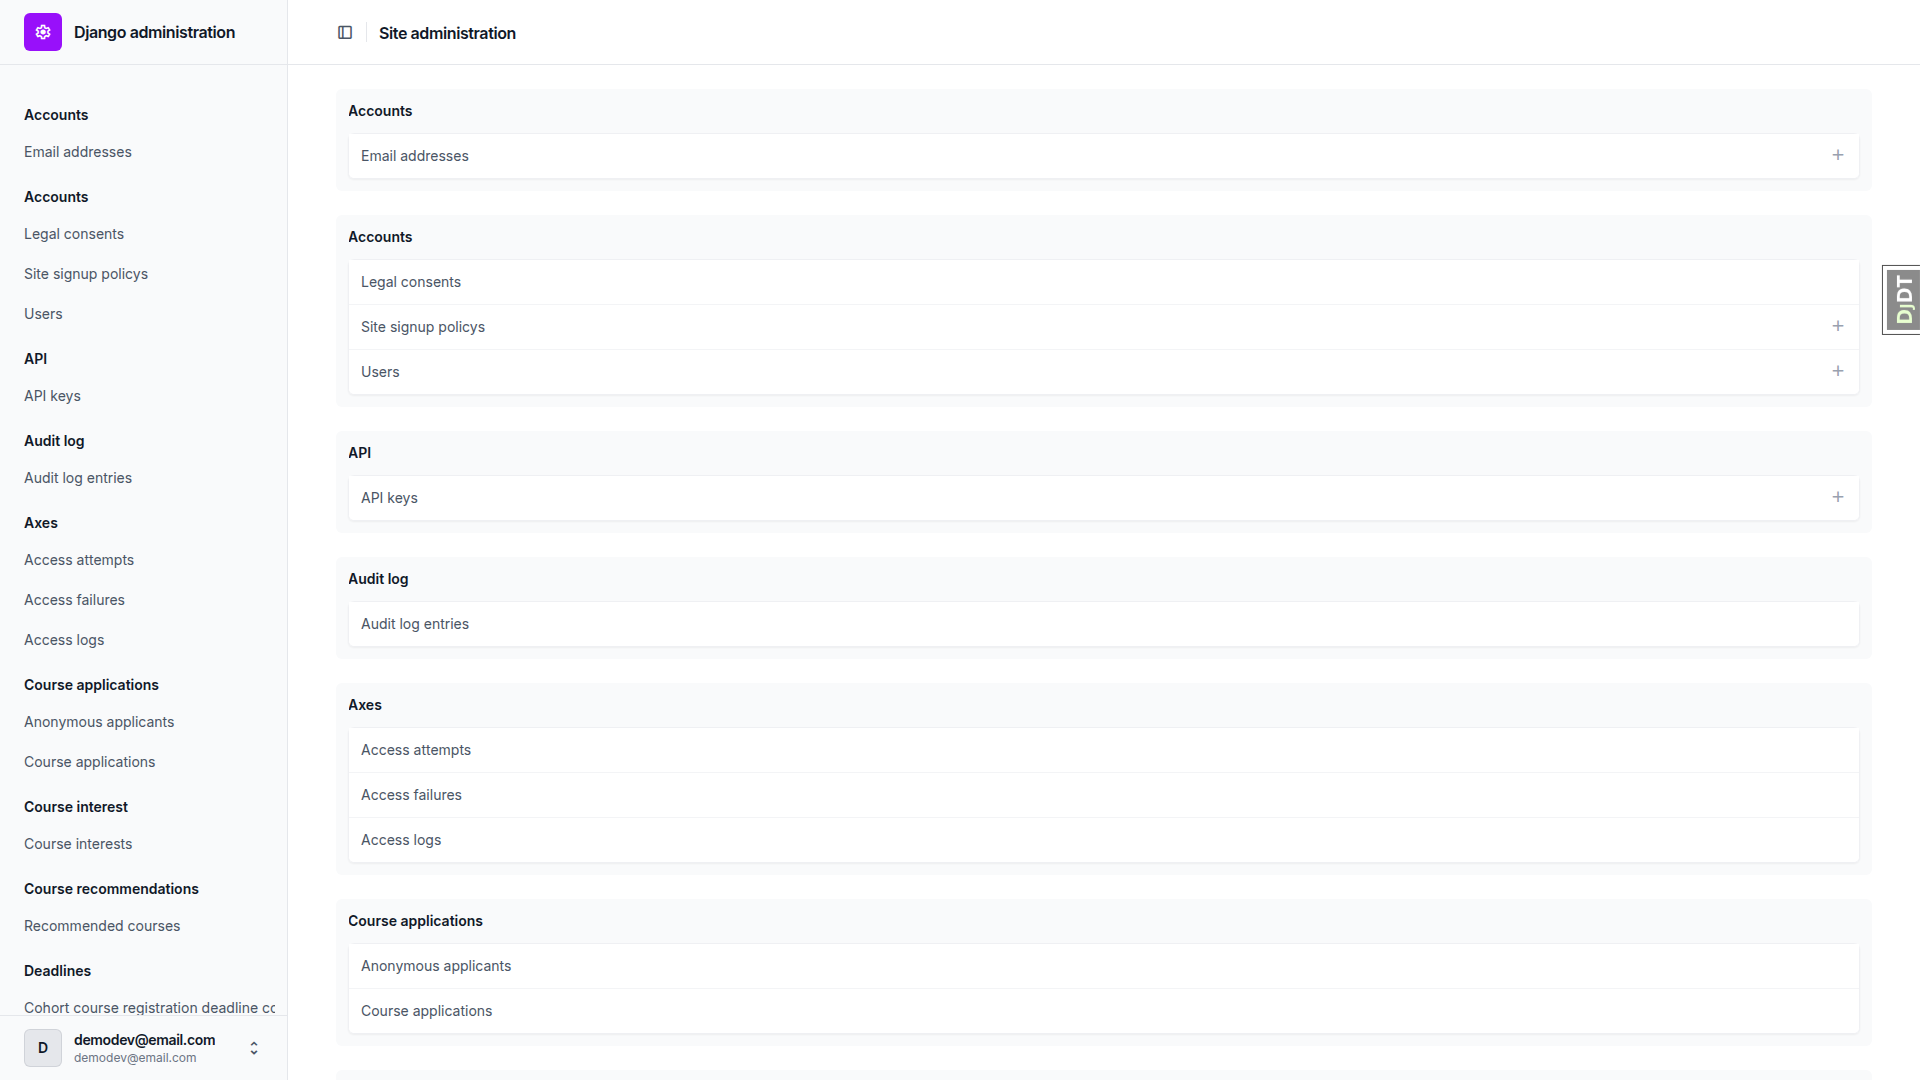 Django administration
Accounts
Email addresses
Accounts
Legal consents
Site signup policys
Users
API
API keys
Audit log
Audit log entries
Axes
Access attempts
Access failures
Access logs
Course applications
Anonymous applicants
Course applications
Course interest
Course interests
Course recommendations
Recommended courses
Deadlines
Cohort course registration deadline co
D
demodev@email.com
demodev@email.com
Site administration
Accounts
Email addresses
Accounts
Legal consents
Site signup policys
Users
API
API keys
Audit log
Audit log entries
Axes
Access attempts
Access failures
Access logs
Course applications
Anonymous applicants
Course applications
DJDT